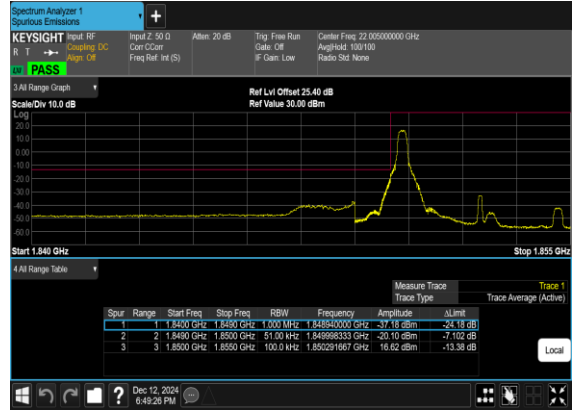 Spectrum Analyzer 1
Spurious Emissions
KEYSIGHT Input: RF Input Z: 50 Ω Atten: 20 dB Trig: Free Run Center Freq: 22.005000000 GHz
R T Coupling: DC Corr CCorr Gate: Off Avg|Hold: 100/100
Align: Off Freq Ref: Int (S) IF Gain: Low Radio Std: None
PASS
3 All Range Graph
Ref Lvl Offset 25.40 dB
Scale/Div 10.0 dB Ref Value 30.00 dBm
Log
20.0
10.0
0.00
-10.0
-20.0
-30.0
-40.0
-50.0
-60.0
Start 1.840 GHz Stop 1.855 GHz
4 All Range Table
Measure Trace Trace 1
Trace Type Trace Average (Active)
Spur Range Start Freq Stop Freq RBW Frequency Amplitude ΔLimit
1 1 1.8400 GHz 1.8490 GHz 1.000 MHz 1.848940000 GHz -37.18 dBm -24.18 dB
2 2 1.8490 GHz 1.8500 GHz 51.00 kHz 1.849998333 GHz -20.10 dBm -7.102 dB
3 3 1.8500 GHz 1.8550 GHz 100.0 kHz 1.850291667 GHz 16.62 dBm -13.38 dB
Local
Dec 12, 2024
6:49:26 PM